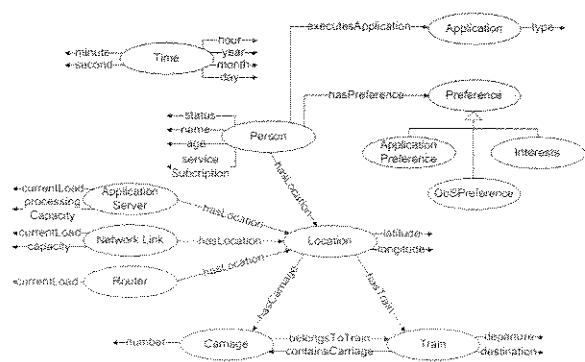 executesApplication
Application
type
hour
minute
year
second
Time
month
day
hasPreference
Preference
status
name
Person
age
service
Subcription
Application
Preference
Interests
QoSPreference
hasLocation
currentLoad
processing
Capacity
Application
Server
hasLocation
currentLoad
capacity
Network Link
hasLocation
Location
latitude
longitude
currentLoad
Router
hasLocation
hasCarriage
hasTrain
number
Carriage
belongsToTrain
containsCarriage
Train
departure
destination